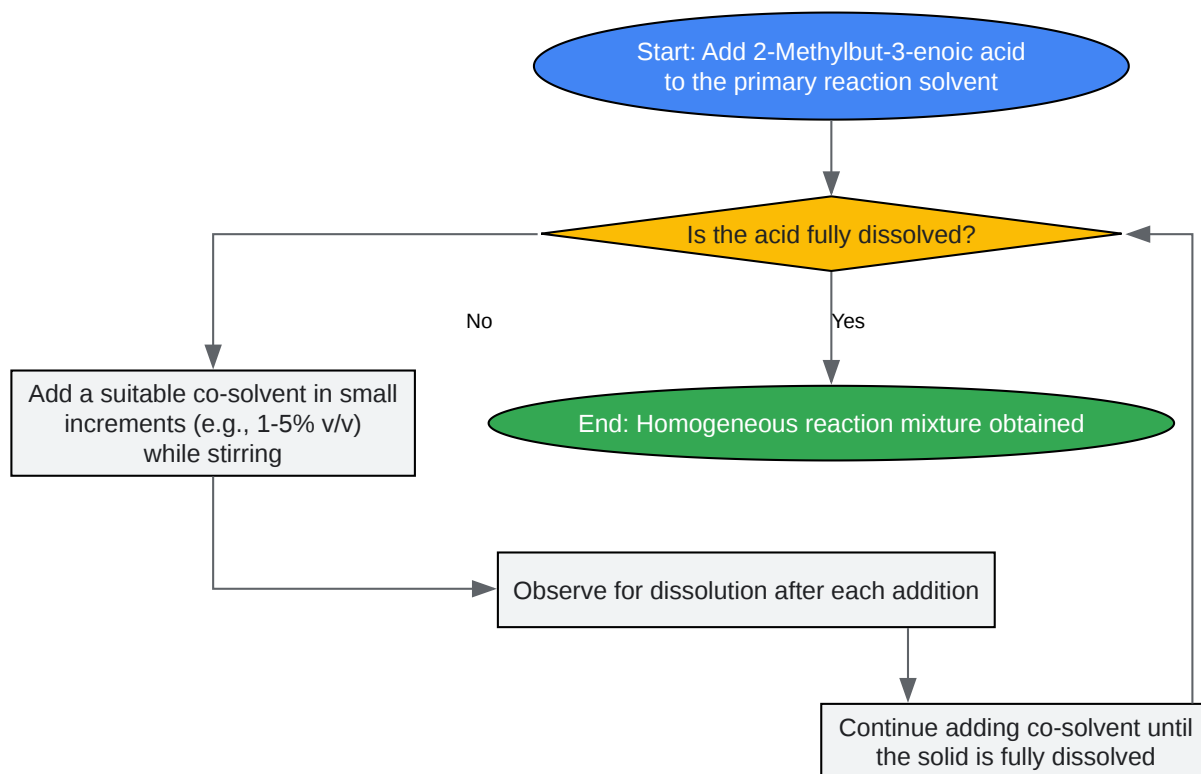 Start: Add 2-Methylbut-3-enoic acid
to the primary reaction solvent
Is the acid fully dissolved?
No
Yes
Add a suitable co-solvent in small
increments (e.g., 1-5% v/v)
while stirring
End: Homogeneous reaction mixture obtained
Observe for dissolution after each addition
Continue adding co-solvent until
the solid is fully dissolved